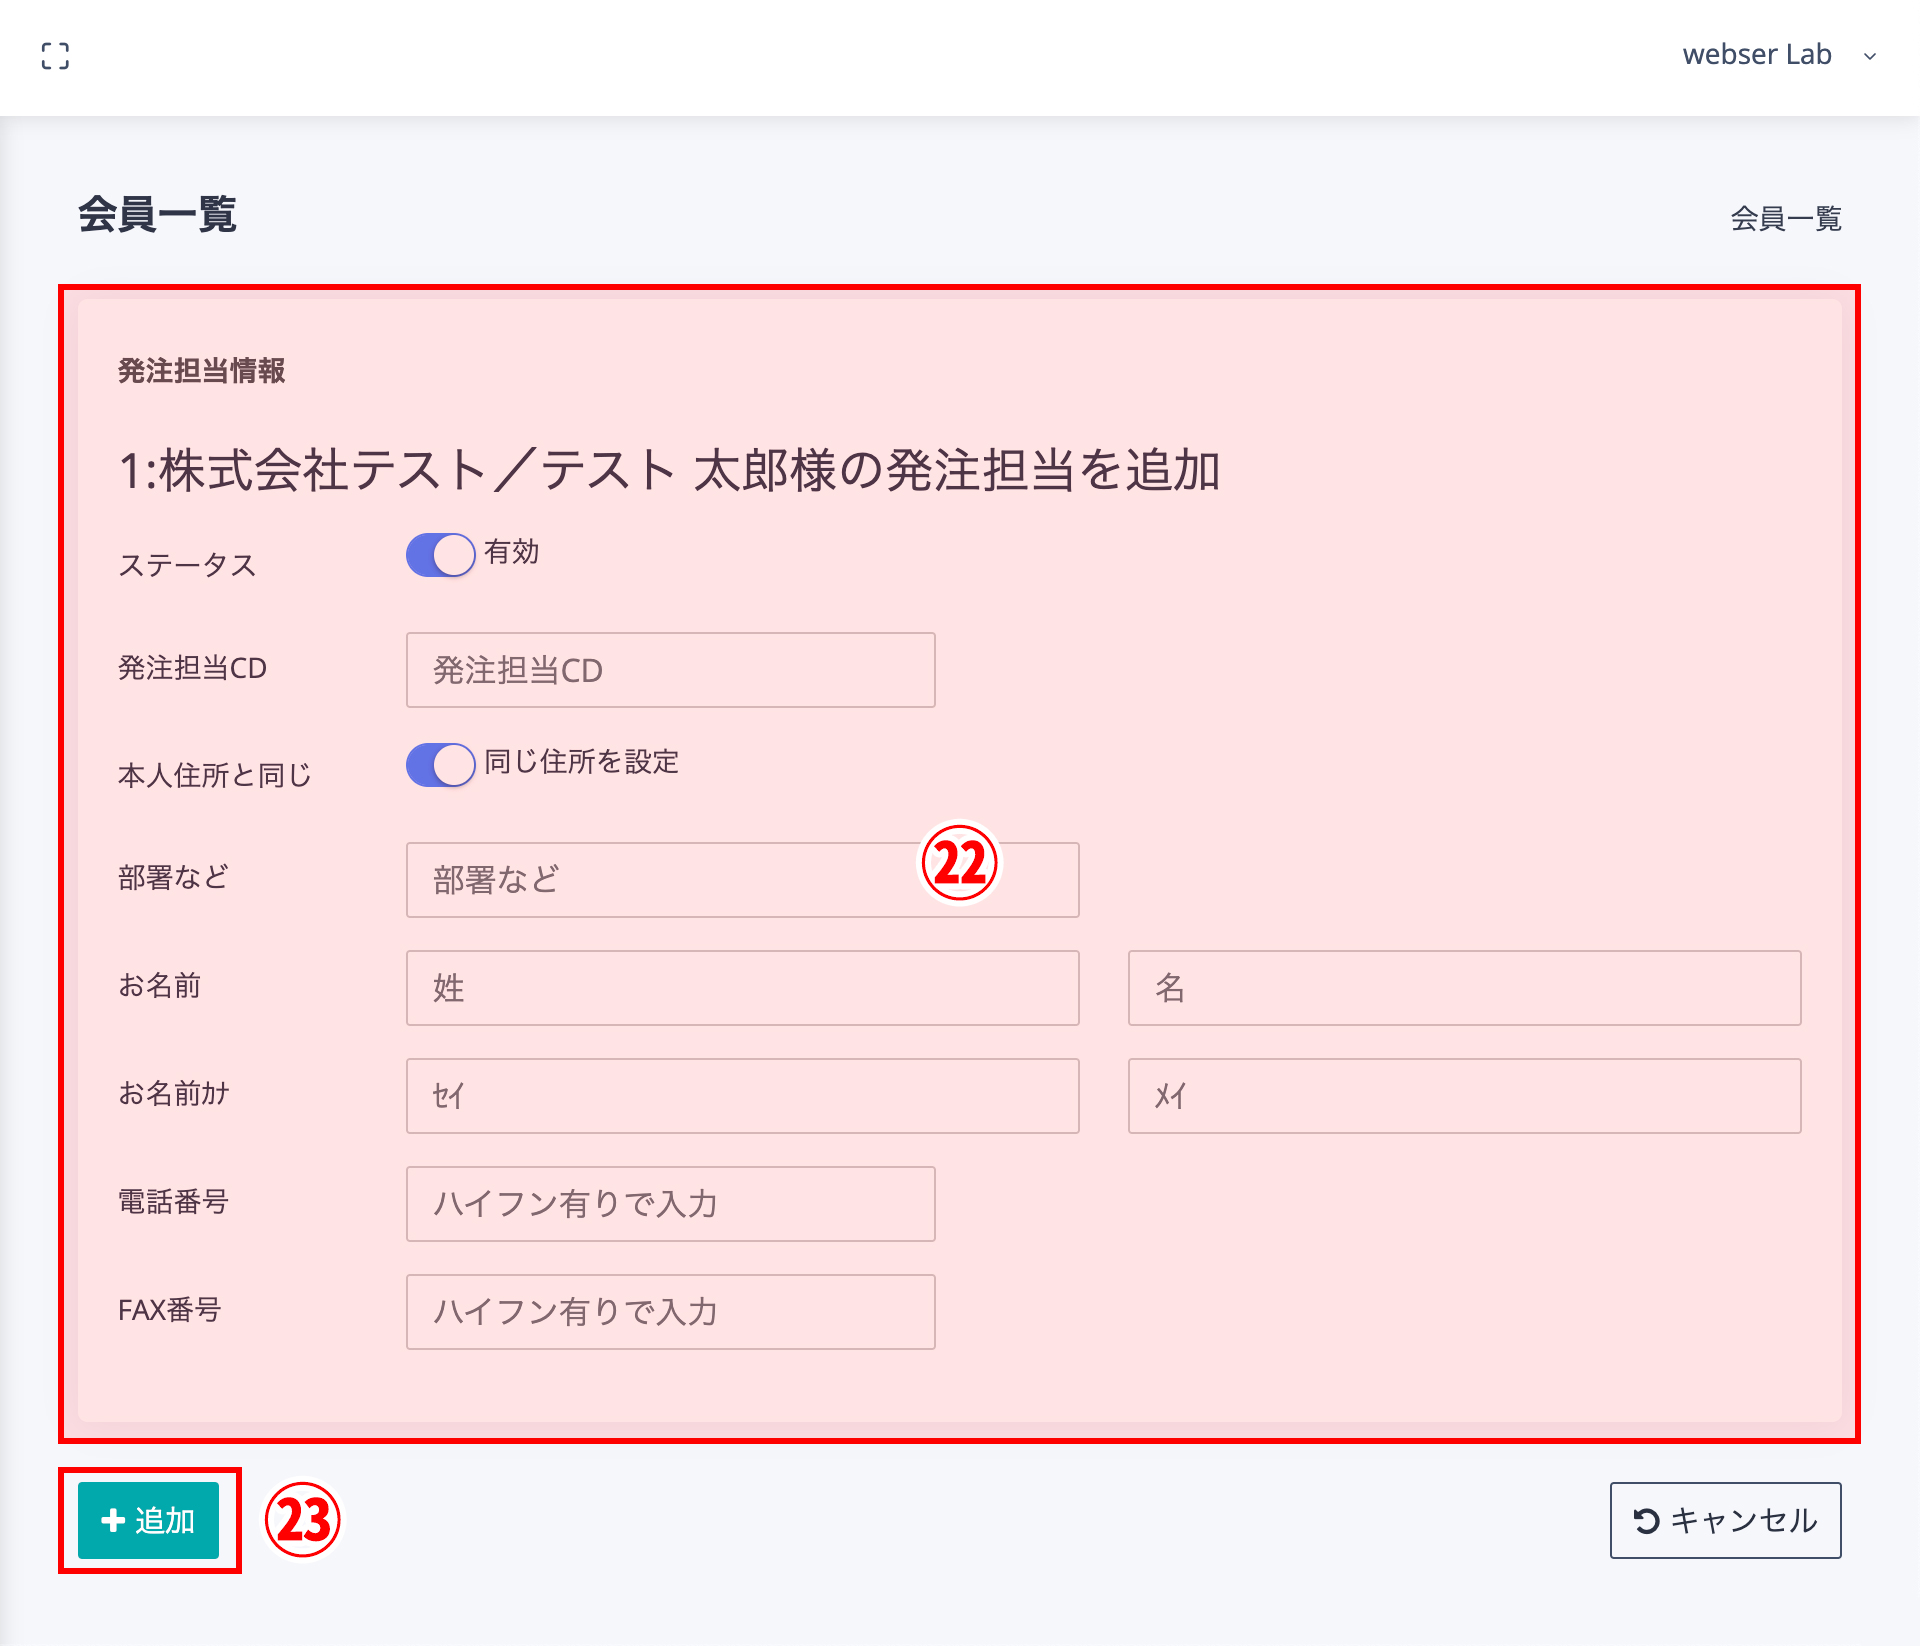 webser Lab
会員一覧
会員一覧
発注担当情報
1:株式会社テスト／テスト 太郎様の発注担当を追加
ステータス
有効
発注担当CD
発注担当CD
本人住所と同じ
同じ住所を設定
部署など
部署など
㉒
お名前
姓
名
お名前ｶﾅ
ｾｲ
ﾒｲ
電話番号
ハイフン有りで入力
FAX番号
ハイフン有りで入力
追加
㉓
キャンセル